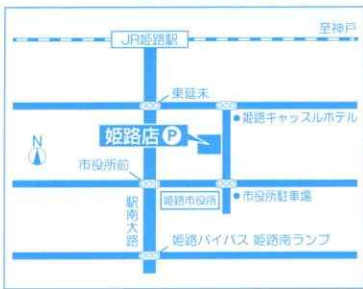 至神戸
JR姫路駅
東延末
姫路キャッスルホテル
姫路店 P
N
市役所前
姫路市役所
市役所駐車場
駅南大路
姫路バイパス 姫路南ランプ